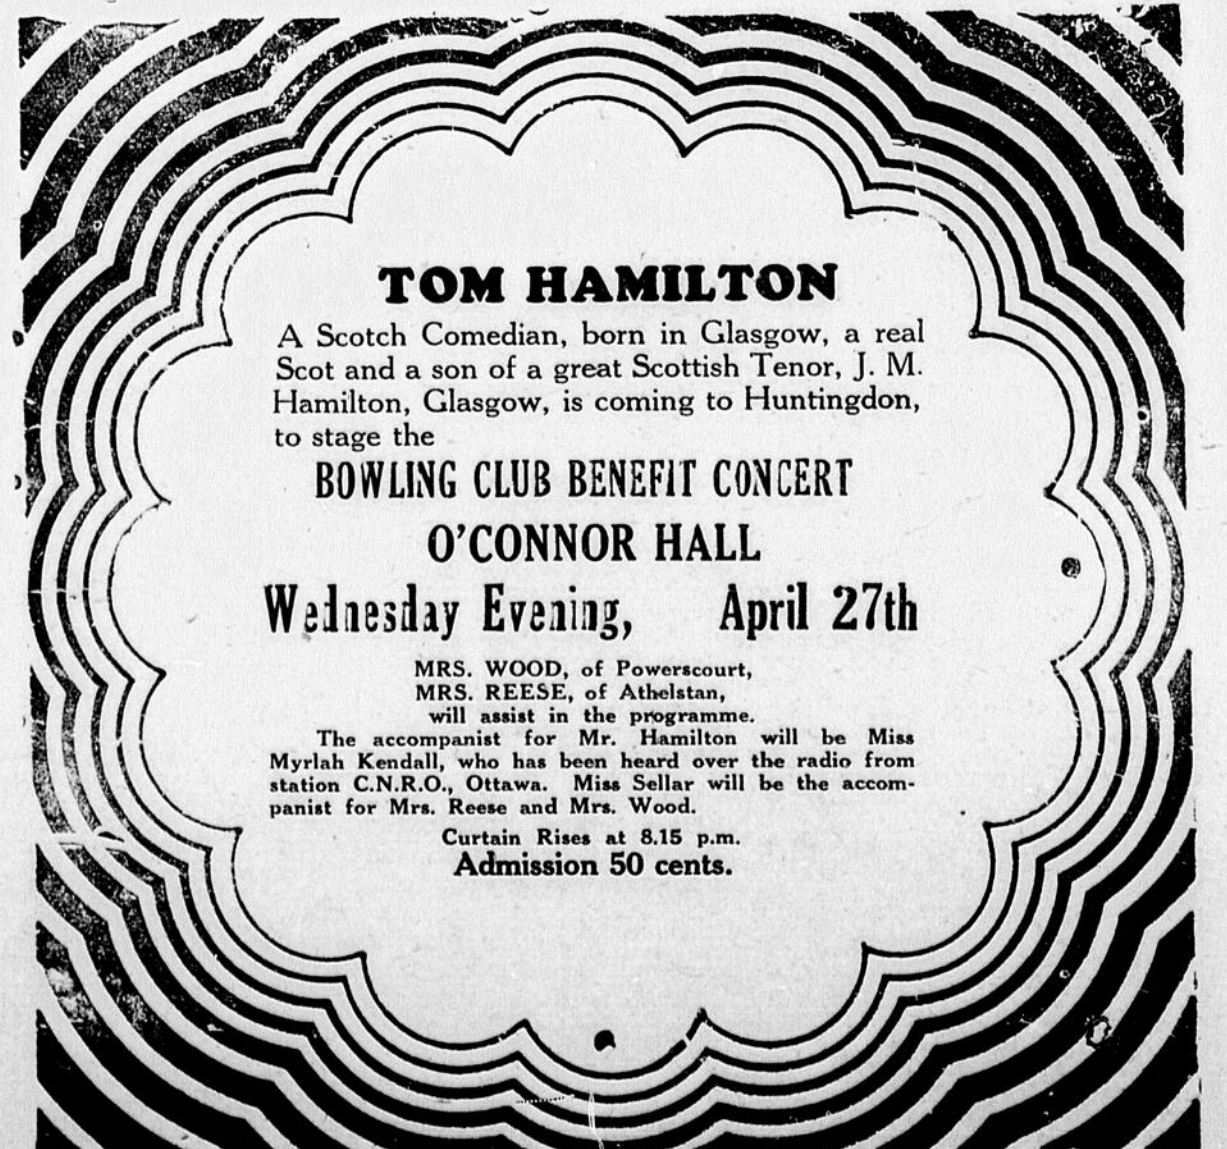 TOM HAMILTON
A Scotch Comedian, born in Glasgow, a real
Scot and a son of a great Scottish Tenor, J. M.
Hamilton, Glasgow, is coming to Huntingdon,
to stage the
BOWLING CLUB BENEFIT CONCERT
O'CONNOR HALL
Wednesday Evening, April 27th
MRS. WOOD, of Powerscourt,
MRS. REESE, of Athelstan,
will assist in the programme.
The accompanist for Mr. Hamilton will be Miss
Myrlah Kendall, who has been heard over the radio from
station C.N.R.O., Ottawa. Miss Sellar will be the accom-
panist for Mrs. Reese and Mrs. Wood.
Curtain Rises at 8.15 p.m.
Admission 50 cents.